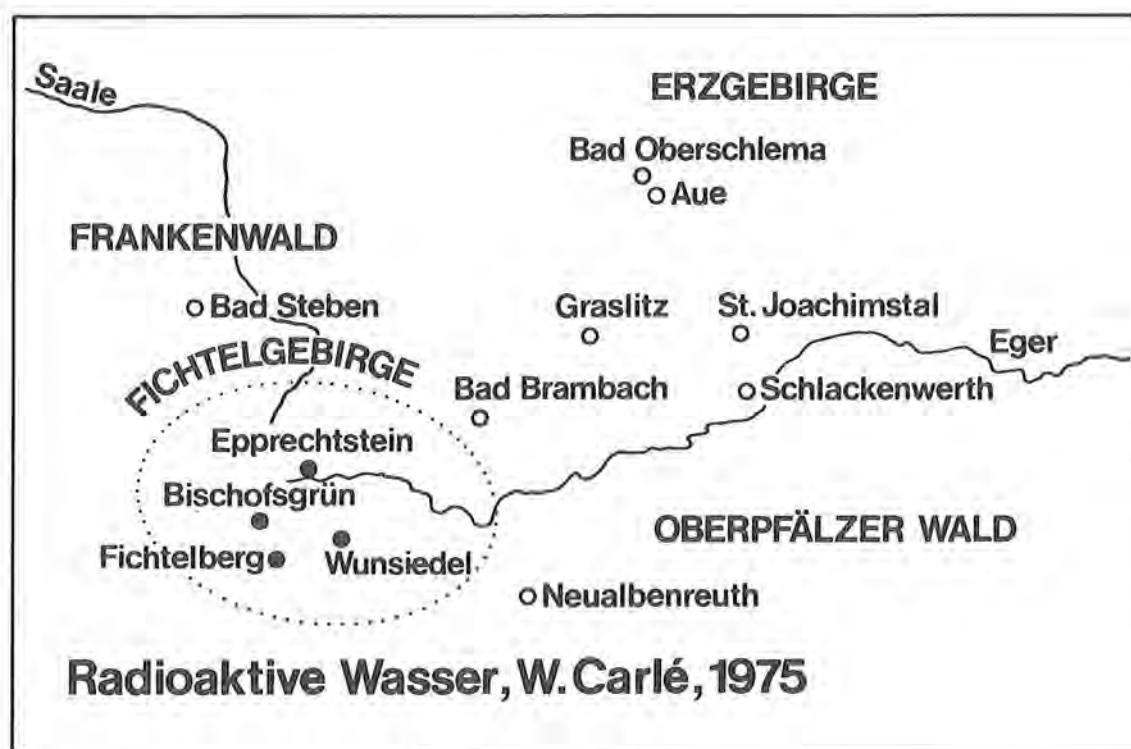 Saale
ERZGEBIRGE
Bad Oberschlema
Aue
FRANKENWALD
Bad Steben
Graslitz
St. Joachimstal
Eger
FICHTELGEBIRGE
Bad Brambach
Schlackenwerth
Epprechtstein
Bischofsgrün
OBERPFÄLZER WALD
Fichtelberg
Wunsiedel
Neualbenreuth
Radioaktive Wasser, W. Carlé, 1975